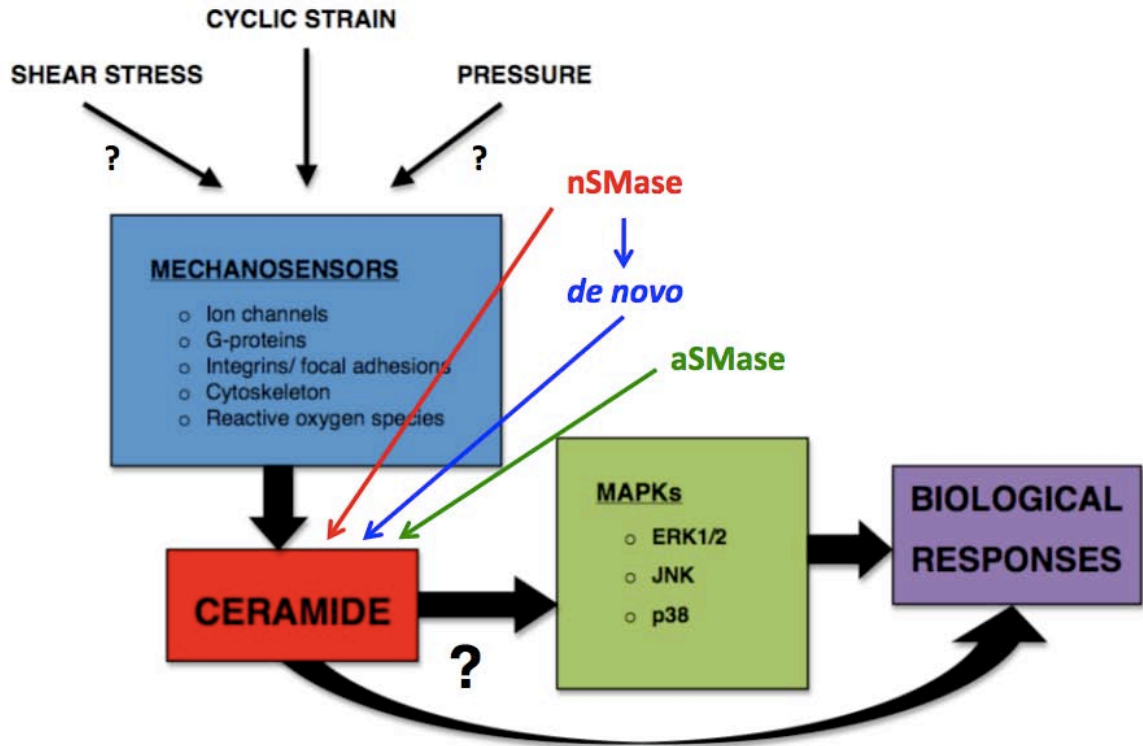 CYCLIC STRAIN
SHEAR STRESS
PRESSURE
?
?
nSMase
MECHANOSENSORS
de novo
o Ion channels
o G-proteins
o Integrins/ focal adhesions
o Cytoskeleton
o Reactive oxygen species
aSMase
MAPKs
o ERK1/2
o JNK
o p38
BIOLOGICAL
RESPONSES
CERAMIDE
?